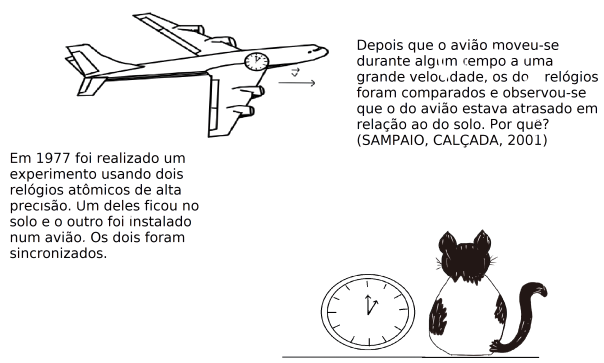 Depois que o avião moveu-se
durante algum tempo a uma
grande velocidade, os do relógios
foram comparados e observou-se
que o do avião estava atrasado em
relação ao do solo. Por quê?
(SAMPAIO, CALÇADA, 2001)
Em 1977 foi realizado um
experimento usando dois
relógios atômicos de alta
precisão. Um deles ficou no
solo e o outro foi instalado
num avião. Os dois foram
sincronizados.